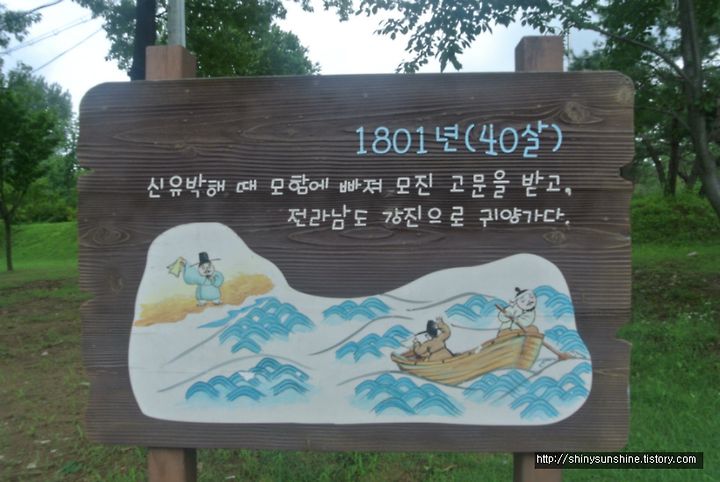 1801년(40살)
신유박해 때 모함에 빠져 모진 고문을 받고,
전라남도 강진으로 귀양가다.
http://shinysunshine.tistory.com